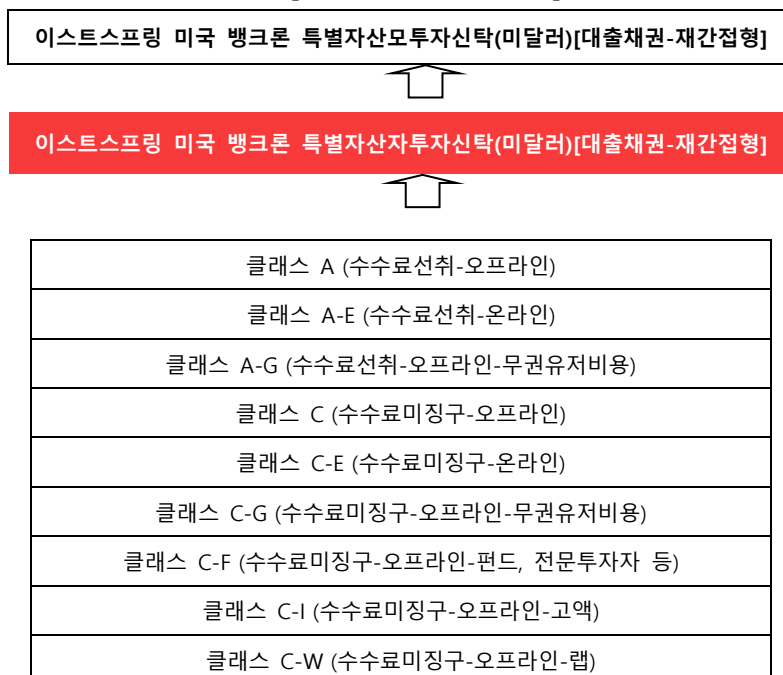 이스트스프링 미국 뱅크론 특별자산모투자신탁(미달러)[대출채권-재간접형]
이스트스프링 미국 뱅크론 특별자산자투자신탁(미달러)[대출채권-재간접형]
클래스 A (수수료선취-오프라인)
클래스 A-E (수수료선취-온라인)
클래스 A-G (수수료선취-오프라인-무권유저비용)
클래스 C (수수료미징구-오프라인)
클래스 C-E (수수료미징구-온라인)
클래스 C-G (수수료미징구-오프라인-무권유저비용)
클래스 C-F (수수료미징구-오프라인-펀드, 전문투자자 등)
클래스 C-I (수수료미징구-오프라인-고액)
클래스 C-W (수수료미징구-오프라인-랩)